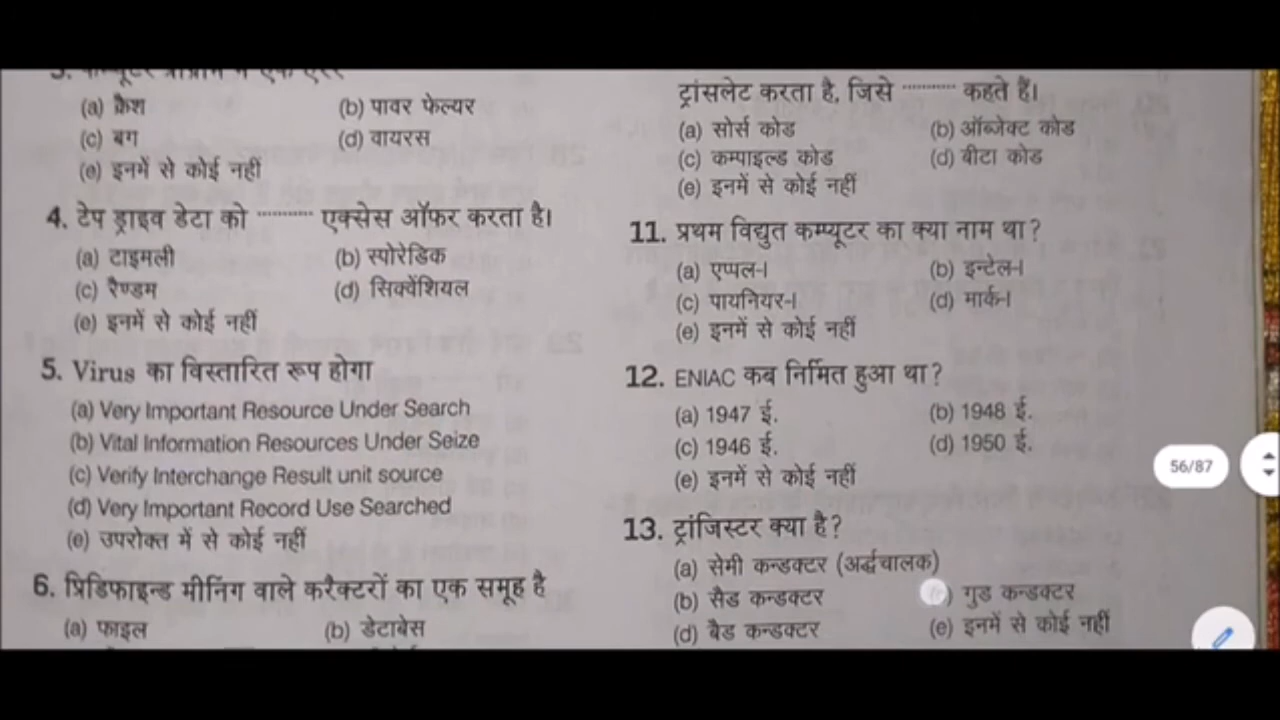 (a) क्रैश (b) पावर फेल्यर
(c) बग (d) वायरस
(e) इनमें से कोई नहीं
4. टेप ड्राइव डेटा को ............ एक्सेस ऑफर करता है।
(a) टाइमली (b) स्पोरेडिक
(c) रैण्डम (d) सिक्वेंशियल
(e) इनमें से कोई नहीं
5. Virus का विस्तारित रूप होगा
(a) Very Important Resource Under Search
(b) Vital Information Resources Under Seize
(c) Verify Interchange Result unit source
(d) Very Important Record Use Searched
(e) उपरोक्त में से कोई नहीं
6. प्रिडिफाइन्ड मीनिंग वाले करैक्टरों का एक समूह है
(a) फाइल (b) डेटाबेस
ट्रांसलेट करता है, जिसे ............ कहते हैं।
(a) सोर्स कोड (b) ऑब्जेक्ट कोड
(c) कम्पाइल्ड कोड (d) बीटा कोड
(e) इनमें से कोई नहीं
11. प्रथम विद्युत कम्प्यूटर का क्या नाम था?
(a) एप्पल-I (b) इन्टेल-I
(c) पायनियर-I (d) मार्क-I
(e) इनमें से कोई नहीं
12. ENIAC कब निर्मित हुआ था?
(a) 1947 ई. (b) 1948 ई.
(c) 1946 ई. (d) 1950 ई.
(e) इनमें से कोई नहीं
13. ट्रांजिस्टर क्या है?
(a) सेमी कन्डक्टर (अर्द्धचालक)
(b) सैड कन्डक्टर गुड कन्डक्टर
(d) बैड कन्डक्टर (e) इनमें से कोई नहीं
56/87